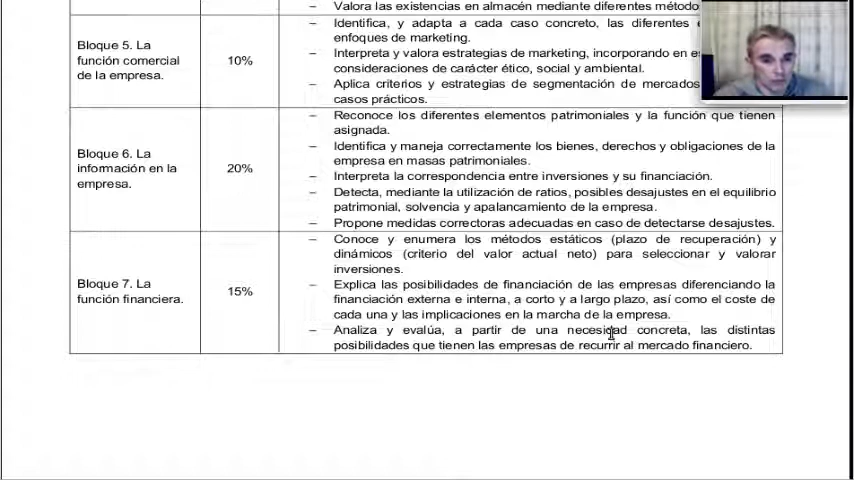 Valora las existencias en almacén mediante diferentes
Bloque 5. La
función comercial
de la empresa.
10%
– Identifica, y adapta a cada caso concreto, las diferentes
enfoques de marketing.
– Interpreta y valora estrategias de marketing, incorporando en
consideraciones de carácter ético, social y ambiental.
– Aplica criterios y estrategias de segmentación de mercados
casos prácticos.
Bloque 6. La
información en la
empresa.
20%
– Reconoce los diferentes elementos patrimoniales y la función que tienen
asignada.
– Identifica y maneja correctamente los bienes, derechos y obligaciones de la
empresa en masas patrimoniales.
– Interpreta la correspondencia entre inversiones y su financiación.
– Detecta, mediante la utilización de ratios, posibles desajustes en el equilibrio
patrimonial, solvencia y apalancamiento de la empresa.
– Propone medidas correctoras adecuadas en caso de detectarse desajustes.
Bloque 7. La
función financiera.
15%
– Conoce y enumera los métodos estáticos (plazo de recuperación) y
dinámicos (criterio del valor actual neto) para seleccionar y valorar
inversiones.
– Explica las posibilidades de financiación de las empresas diferenciando la
financiación externa e interna, a corto y a largo plazo, así como el coste de
cada una y las implicaciones en la marcha de la empresa.
– Analiza y evalúa, a partir de una necesidad concreta, las distintas
posibilidades que tienen las empresas de recurrir al mercado financiero.